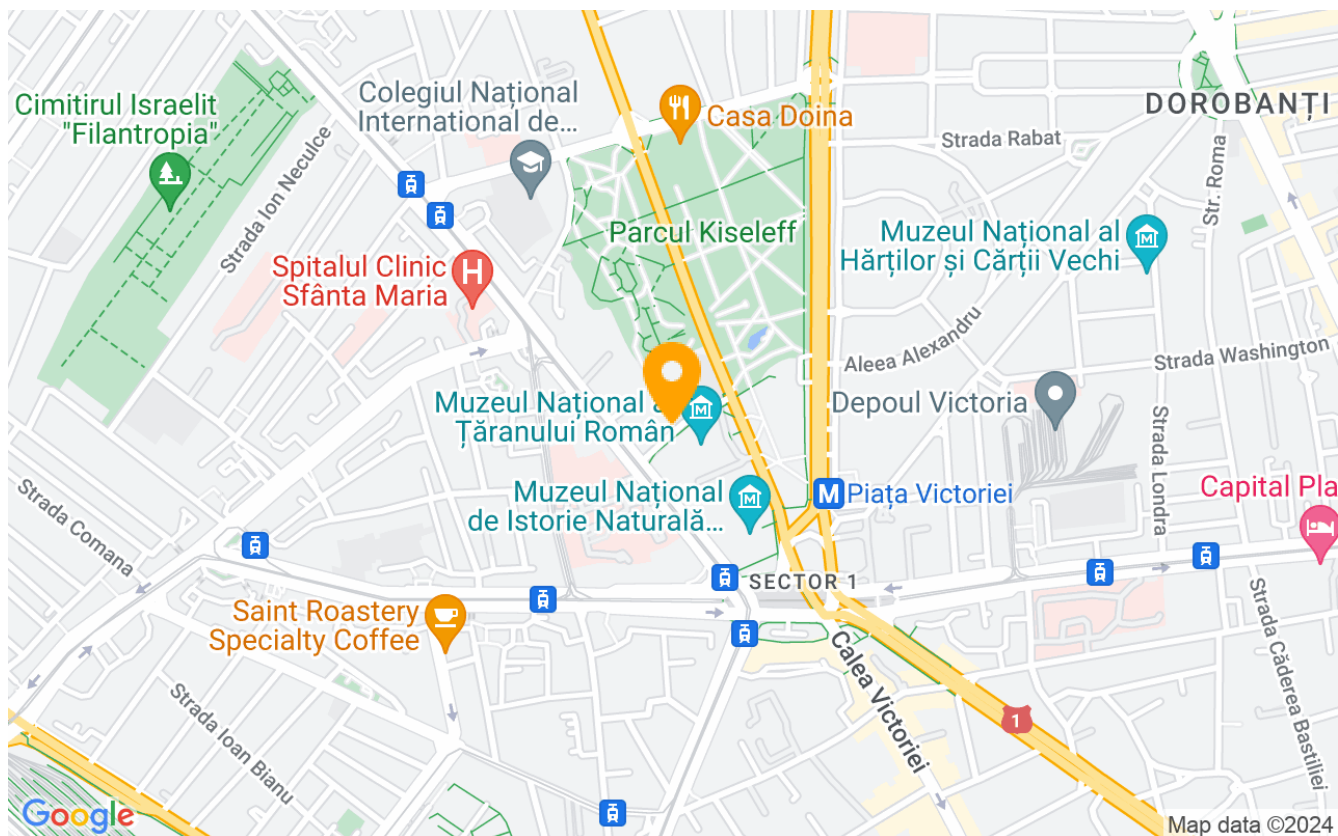 Cimitirul Israelit
"Filantropia"
Strada Ion Neculce
Colegiul Național
International de...
Casa Doina
DOROBANȚI
Strada Rabat
Str. Roma
Parcul Kiseleff
Muzeul Național al
Hărților și Cărții Vechi
Spitalul Clinic
Sfânta Maria
H
Aleea Alexandru
Strada Washington
Muzeul Național a
Țăranului Român
Depoul Victoria
Strada Londra
Muzeul Național
de Istorie Naturală...
M Piața Victoriei
Capital Pla
Strada Comana
SECTOR 1
Saint Roastery
Specialty Coffee
Calea Victoriei
Strada Căderea Bastiliei
Strada Ioan Bianu
1
Google
Map data ©2024